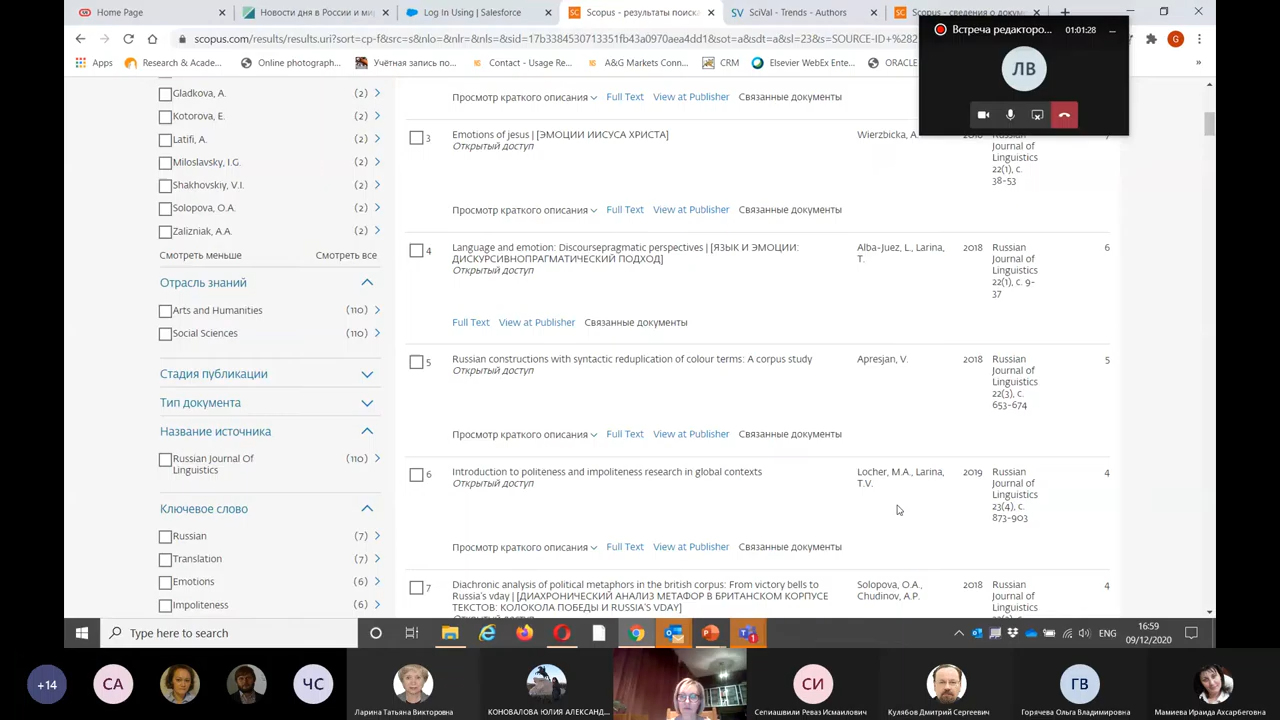 Home Page
Новости дня в России и ми
Log In Using | Salesforce
Scopus - результаты поиска
SciVal - Trends - Authors
Scopus - сведения о докуме
scopus.com/results/results.uri?
src=s&nlo=&nlr=&nls=&sid=17b3384530713351fb43a0970aea4dd1&sot=a&sdt=a&sl=23&s=SOURCE-ID+%28
G
Apps
Research & Academ...
Online photograph...
Учётная запись по...
Contact - Usage Re...
A&G Markets Conn...
CRM
Elsevier WebEx Ente...
ORACLE
Встреча редакторо...
01:01:28
ЛВ
Gladkova, A. (2)
Kotorova, E. (2)
Latifi, A. (2)
Miloslavsky, I.G. (2)
Shakhovskiy, V.I. (2)
Solopova, O.A. (2)
Zalizniak, A.A. (2)
Смотреть меньше
Смотреть все
Отрасль знаний
Arts and Humanities (110)
Social Sciences (110)
Стадия публикации
Тип документа
Название источника
Russian Journal Of (110)
Linguistics
Ключевое слово
Russian (7)
Translation (7)
Emotions (6)
Impoliteness (6)
Просмотр краткого описания Full Text View at Publisher Связанные документы
3 Emotions of jesus | [ЭМОЦИИ ИИСУСА ХРИСТА]
Открытый доступ
Wierzbicka, A.
Journal of
Linguistics
22(1), с.
38-53
Просмотр краткого описания Full Text View at Publisher Связанные документы
4 Language and emotion: Discoursepragmatic perspectives | [ЯЗЫК И ЭМОЦИИ:
ДИСКУРСИВНОПРАГМАТИЧЕСКИЙ ПОДХОД]
Открытый доступ
Alba-Juez, L., Larina,
T.
2018
Russian
Journal of
Linguistics
22(1), с. 9-
37
6
Full Text View at Publisher Связанные документы
5 Russian constructions with syntactic reduplication of colour terms: A corpus study
Открытый доступ
Apresjan, V.
2018
Russian
Journal of
Linguistics
22(3), с.
653-674
5
Просмотр краткого описания Full Text View at Publisher Связанные документы
6 Introduction to politeness and impoliteness research in global contexts
Открытый доступ
Locher, M.A., Larina,
T.V.
2019
Russian
Journal of
Linguistics
23(4), с.
873-903
4
Просмотр краткого описания Full Text View at Publisher Связанные документы
7 Diachronic analysis of political metaphors in the british corpus: From victory bells to
Russia's vday | [ДИАХРОНИЧЕСКИЙ АНАЛИЗ МЕТАФОР В БРИТАНСКОМ КОРПУСЕ
ТЕКСТОВ: КОЛОКОЛА ПОБЕДЫ И RUSSIA'S VDAY]
Solopova, O.A.,
Chudinov, A.P.
2018
Russian
Journal of
Linguistics
4
Type here to search
ENG
16:59
09/12/2020
+14
CA
ЧС
Ларина Татьяна Викторовна
КОНОВАЛОВА ЮЛИЯ АЛЕКСАНД...
СИ
Сепиашвили Реваз Исмаилович
Кулябов Дмитрий Сергеевич
ГВ
Горячева Ольга Владимировна
Мамиева Ираида Ахсарбеговна